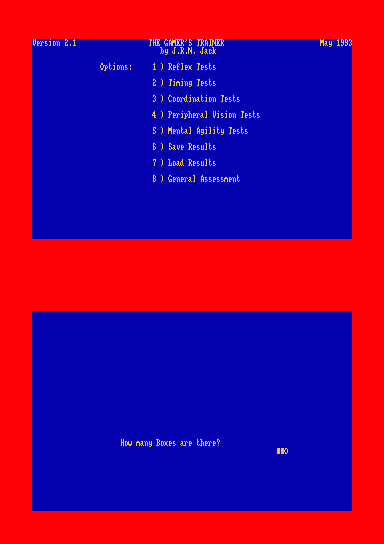 Version 2.1 THE GAMER'S TRAINER May 1993
by J.R.N. Jack
Options: 1 ) Reflex Tests
2 ) Timing Tests
3 ) Coordination Tests
4 ) Peripheral Vision Tests
5 ) Mental Agility Tests
6 ) Save Results
7 ) Load Results
8 ) General Assessment
How many Boxes are there?